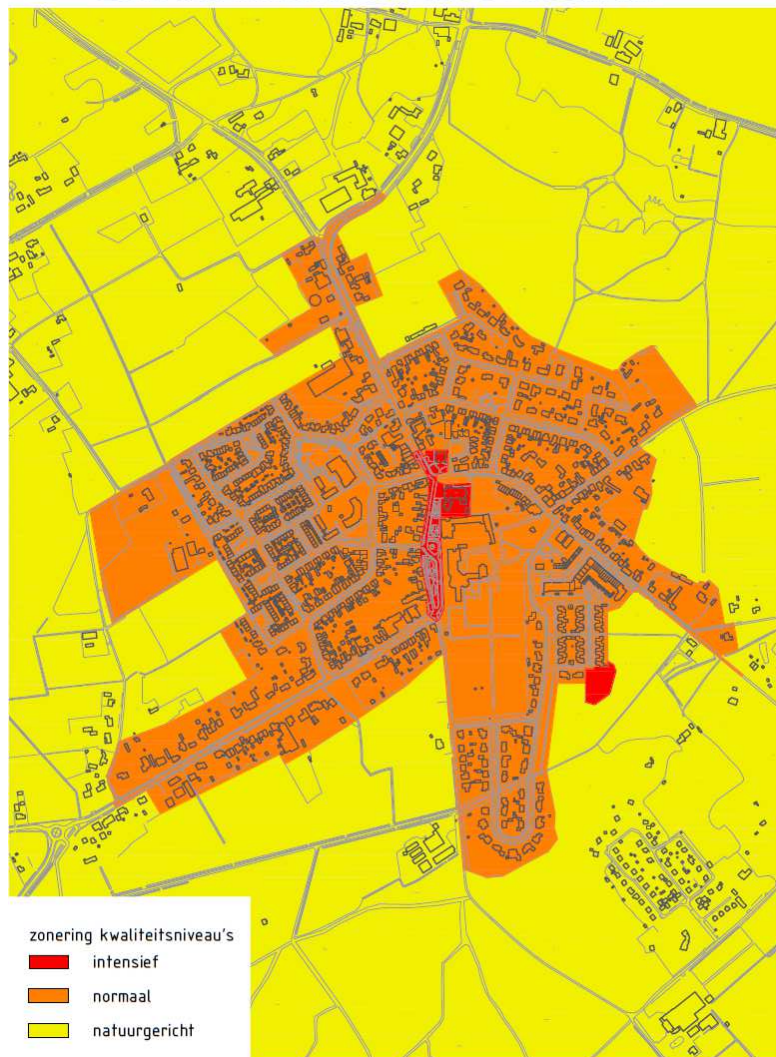 zonering kwaliteitsniveau's
intensief
normaal
natuurgericht